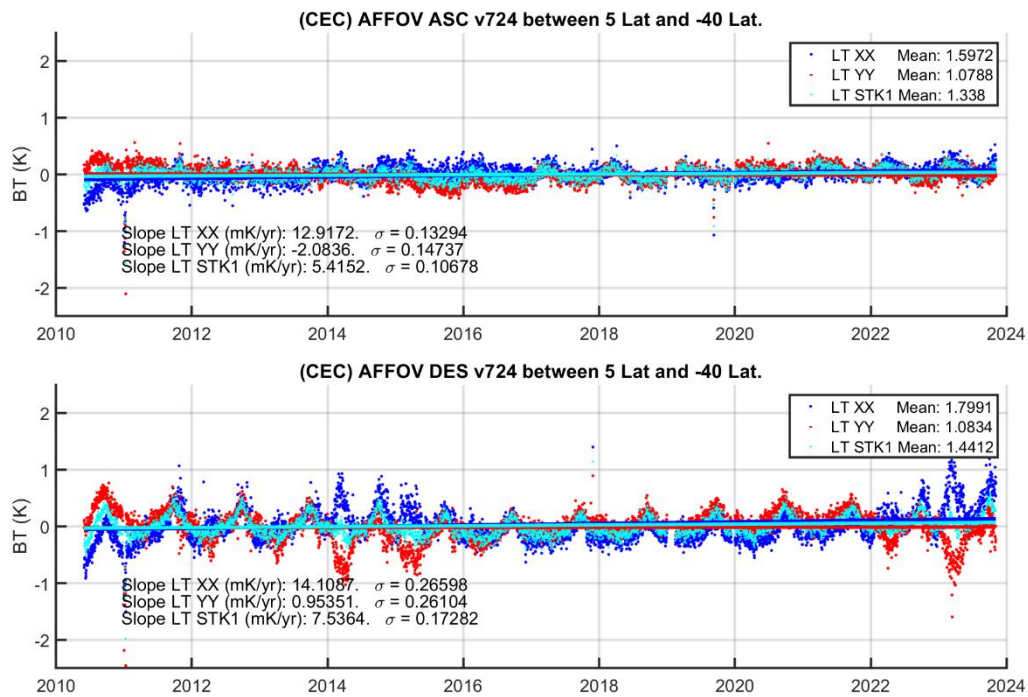 (CEC) AFFOV ASC v724 between 5 Lat and -40 Lat.
2
LT XX Mean: 1.5972
LT YY Mean: 1.0788
LT STK1 Mean: 1.338
1
BT (K)
0
-1
Slope LT XX (mK/yr): 12.9172. σ = 0.13294
Slope LT YY (mK/yr): -2.0836. σ = 0.14737
Slope LT STK1 (mK/yr): 5.4152. σ = 0.10678
-2
2010 2012 2014 2016 2018 2020 2022 2024
(CEC) AFFOV DES v724 between 5 Lat and -40 Lat.
2
LT XX Mean: 1.7991
LT YY Mean: 1.0834
LT STK1 Mean: 1.4412
1
BT (K)
0
-1
Slope LT XX (mK/yr): 14.1087. σ = 0.26598
Slope LT YY (mK/yr): 0.95351. σ = 0.26104
Slope LT STK1 (mK/yr): 7.5364. σ = 0.17282
-2
2010 2012 2014 2016 2018 2020 2022 2024